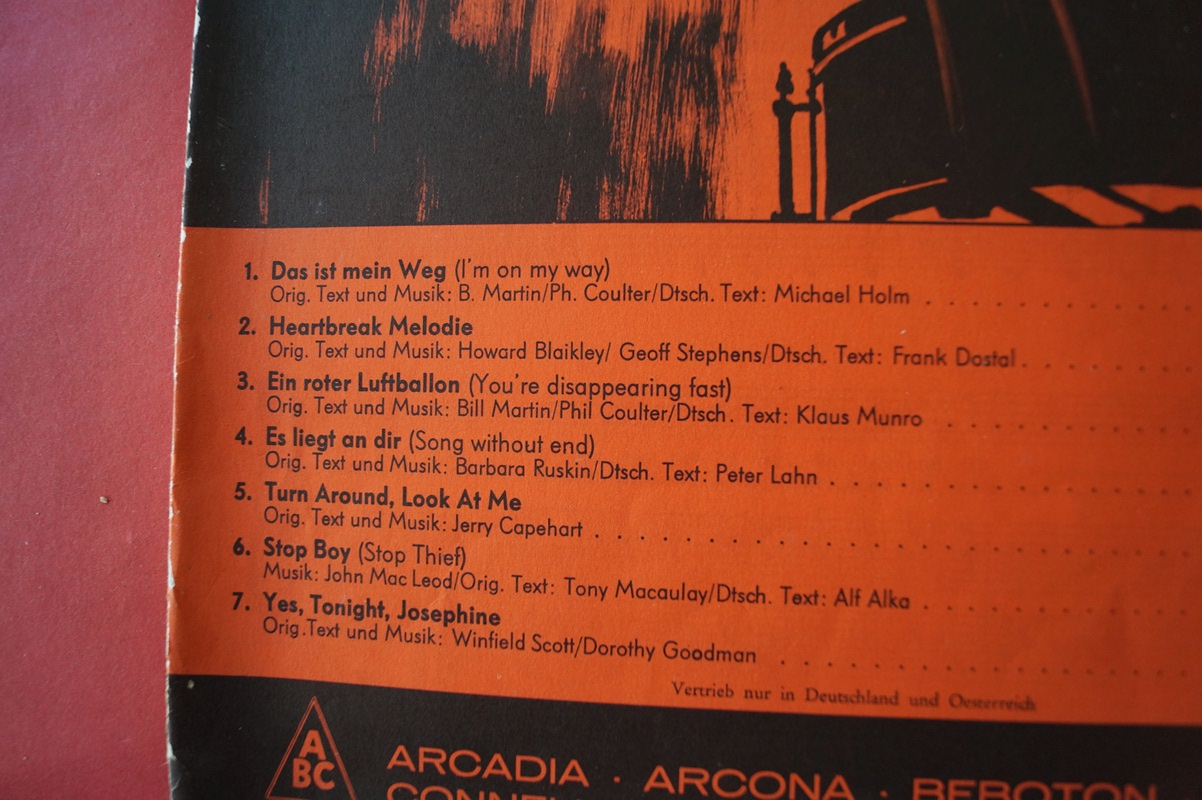 1. Das ist mein Weg (I'm on my way)
Orig. Text und Musik: B. Martin/Ph. Coulter/Dtsch. Text: Michael Holm . . . . . . . . . .
2. Heartbreak Melodie
Orig. Text und Musik: Howard Blaikley/ Geoff Stephens/Dtsch. Text: Frank Dostal . . . . . . .
3. Ein roter Luftballon (You're disappearing fast)
Orig. Text und Musik: Bill Martin/Phil Coulter/Dtsch. Text: Klaus Munro . . . . . . . . . .
4. Es liegt an dir (Song without end)
Orig. Text und Musik: Barbara Ruskin/Dtsch. Text: Peter Lahn . . . . . . . . . . . . . .
5. Turn Around, Look At Me
Orig. Text und Musik: Jerry Capehart . . . . . . . . . . . . . . . . . . . . . . .
6. Stop Boy (Stop Thief)
Musik: John Mac Leod/Orig. Text: Tony Macaulay/Dtsch. Text: Alf Alka . . . . . . . . . .
7. Yes, Tonight, Josephine
Orig.Text und Musik: Winfield Scott/Dorothy Goodman . . . . . . . . . . . . . . . .
Vertrieb nur in Deutschland und Oesterreich
A
BC
ARCADIA · ARCONA · BEBOTON